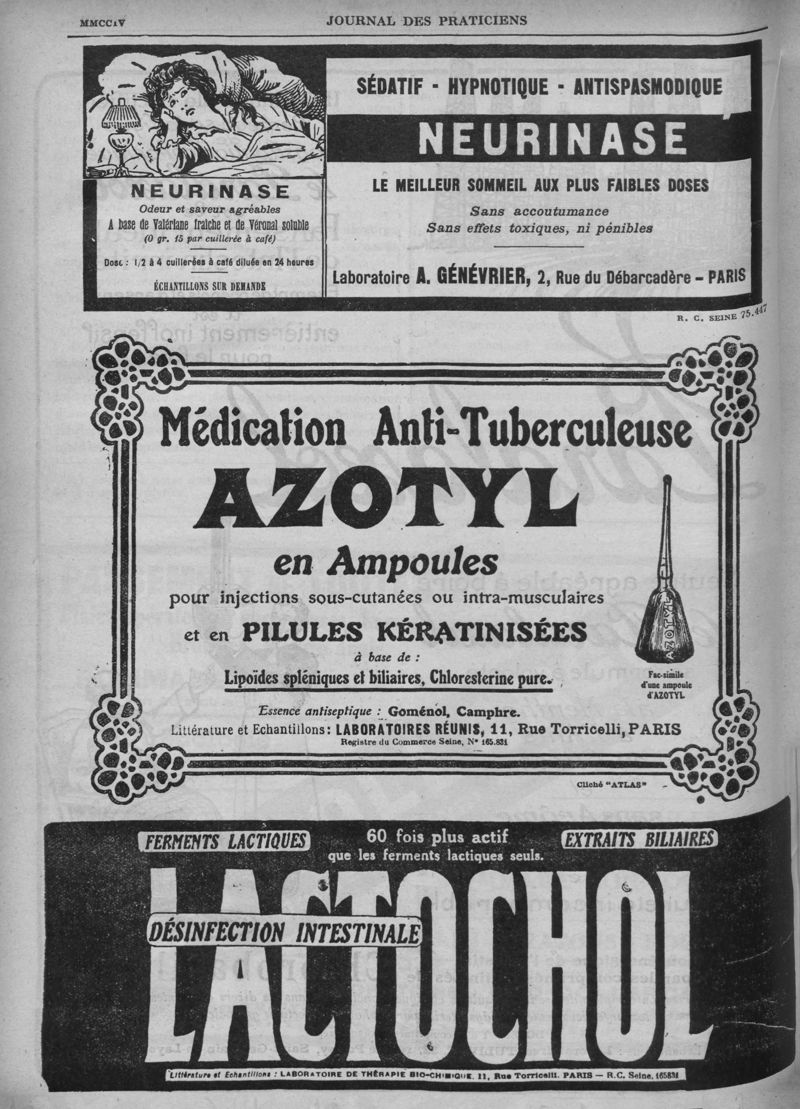 MMCCIV
JOURNAL DES PRATICIENS
NEURINASE
Odeur et saveur agréables
A base de Valériane fraîche et de Véronal soluble
(0 gr. 15 par cuillerée à café)
Dose : 1/2 à 4 cuillerées à café diluée en 24 heures
ÉCHANTILLONS SUR DEMANDE
SÉDATIF - HYPNOTIQUE - ANTISPASMODIQUE
NEURINASE
LE MEILLEUR SOMMEIL AUX PLUS FAIBLES DOSES
Sans accoutumance
Sans effets toxiques, ni pénibles
Laboratoire A. GÉNÉVRIER, 2, Rue du Débarcadère – PARIS
R. C. SEINE 75.447
Médication Anti-Tuberculeuse
AZOTYL
en Ampoules
pour injections sous-cutanées ou intra-musculaires
et en PILULES KÉRATINISÉES
à base de :
Lipoïdes spléniques et biliaires, Chloresterine pure.
AZOTYL
Fac-simile
d'une ampoule
d'AZOTYL
Essence antiseptique : Goménol, Camphre.
Littérature et Echantillons : LABORATOIRES RÉUNIS, 11, Rue Torricelli, PARIS
Registre du Commerce Seine, N° 165.831
Cliché "ATLAS"
FERMENTS LACTIQUES
60 fois plus actif
que les ferments lactiques seuls.
EXTRAITS BILIAIRES
LACTOCHOL
DÉSINFECTION INTESTINALE
Littérature et Echantillons : LABORATOIRE DE THÉRAPIE BIO-CHIMIQUE, 11, Rue Torricelli. PARIS — R.C. Seine, 165831